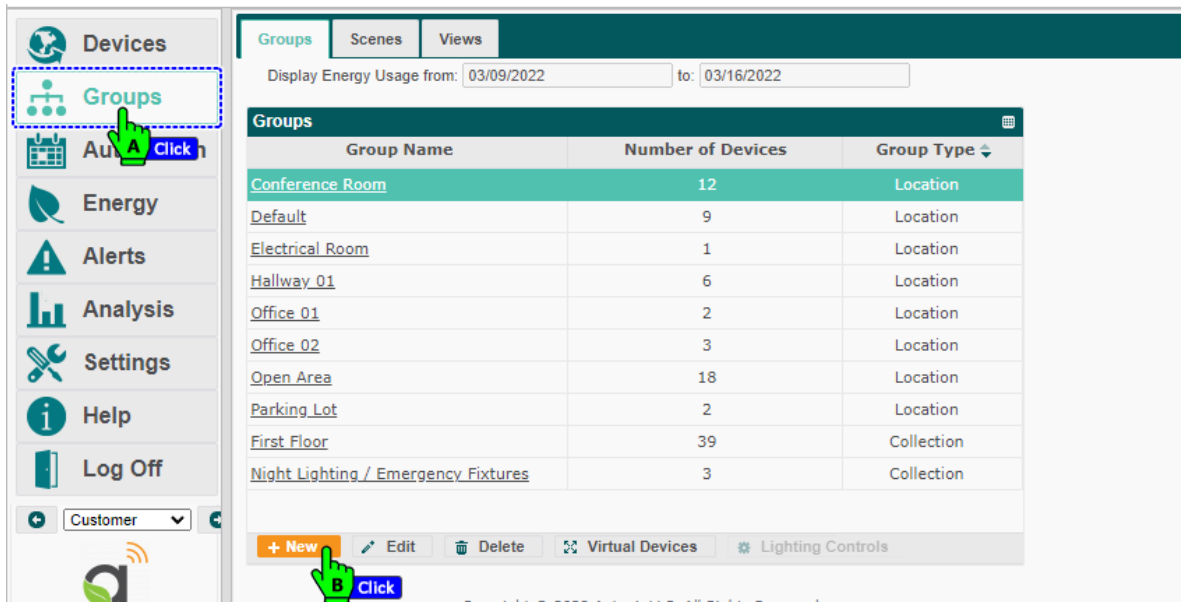 Devices
Groups
A Click
Energy
Alerts
Analysis
Settings
Help
Log Off
Customer
Groups Scenes Views
Display Energy Usage from: 03/09/2022 to: 03/16/2022
Groups
Group Name Number of Devices Group Type
Conference Room 12 Location
Default 9 Location
Electrical Room 1 Location
Hallway 01 6 Location
Office 01 2 Location
Office 02 3 Location
Open Area 18 Location
Parking Lot 2 Location
First Floor 39 Collection
Night Lighting / Emergency Fixtures 3 Collection
+ New Edit Delete Virtual Devices Lighting Controls
B Click